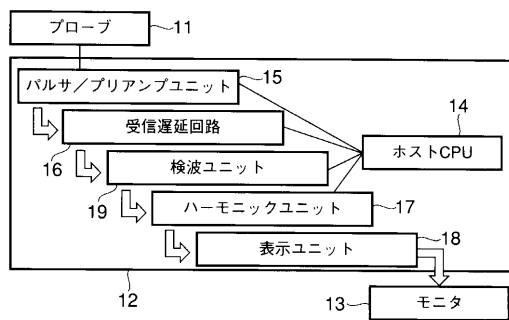 プローブ
11
パルサ／プリアンプユニット
15
受信遅延回路
16
14
ホストCPU
検波ユニット
19
ハーモニックユニット
17
表示ユニット
18
12
13
モニタ